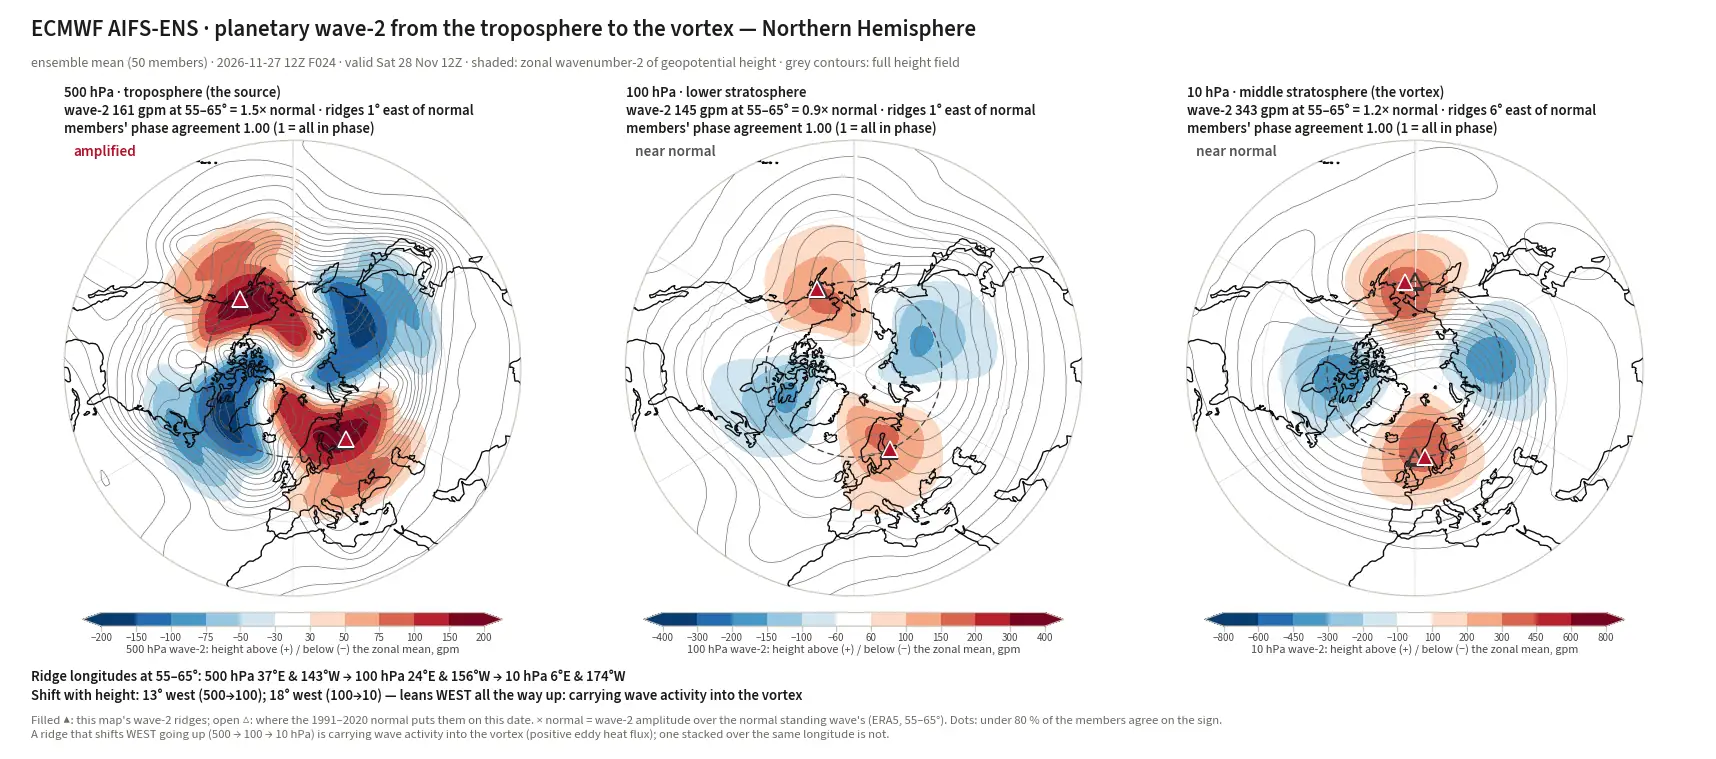 ECMWF AIFS-ENS · planetary wave-2 from the troposphere to the vortex — Northern Hemisphere
ensemble mean (50 members) · 2026-11-27 12Z F024 · valid Sat 28 Nov 12Z · shaded: zonal wavenumber-2 of geopotential height · grey contours: full height field
500 hPa · troposphere (the source)
wave-2 161 gpm at 55–65° = 1.5× normal · ridges 1° east of normal
members' phase agreement 1.00 (1 = all in phase)
amplified
100 hPa · lower stratosphere
wave-2 145 gpm at 55–65° = 0.9× normal · ridges 1° east of normal
members' phase agreement 1.00 (1 = all in phase)
near normal
10 hPa · middle stratosphere (the vortex)
wave-2 343 gpm at 55–65° = 1.2× normal · ridges 6° east of normal
members' phase agreement 1.00 (1 = all in phase)
near normal
−200 −150 −100 −75 −50 −30 30 50 75 100 150 200
500 hPa wave-2: height above (+) / below (−) the zonal mean, gpm
−400 −300 −200 −150 −100 −60 60 100 150 200 300 400
100 hPa wave-2: height above (+) / below (−) the zonal mean, gpm
−800 −600 −450 −300 −200 −100 100 200 300 450 600 800
10 hPa wave-2: height above (+) / below (−) the zonal mean, gpm
Ridge longitudes at 55–65°: 500 hPa 37°E & 143°W → 100 hPa 24°E & 156°W → 10 hPa 6°E & 174°W
Shift with height: 13° west (500→100); 18° west (100→10) — leans WEST all the way up: carrying wave activity into the vortex
Filled ▲: this map's wave-2 ridges; open △: where the 1991–2020 normal puts them on this date. × normal = wave-2 amplitude over the normal standing wave's (ERA5, 55–65°). Dots: under 80 % of the members agree on the sign.
A ridge that shifts WEST going up (500 → 100 → 10 hPa) is carrying wave activity into the vortex (positive eddy heat flux); one stacked over the same longitude is not.